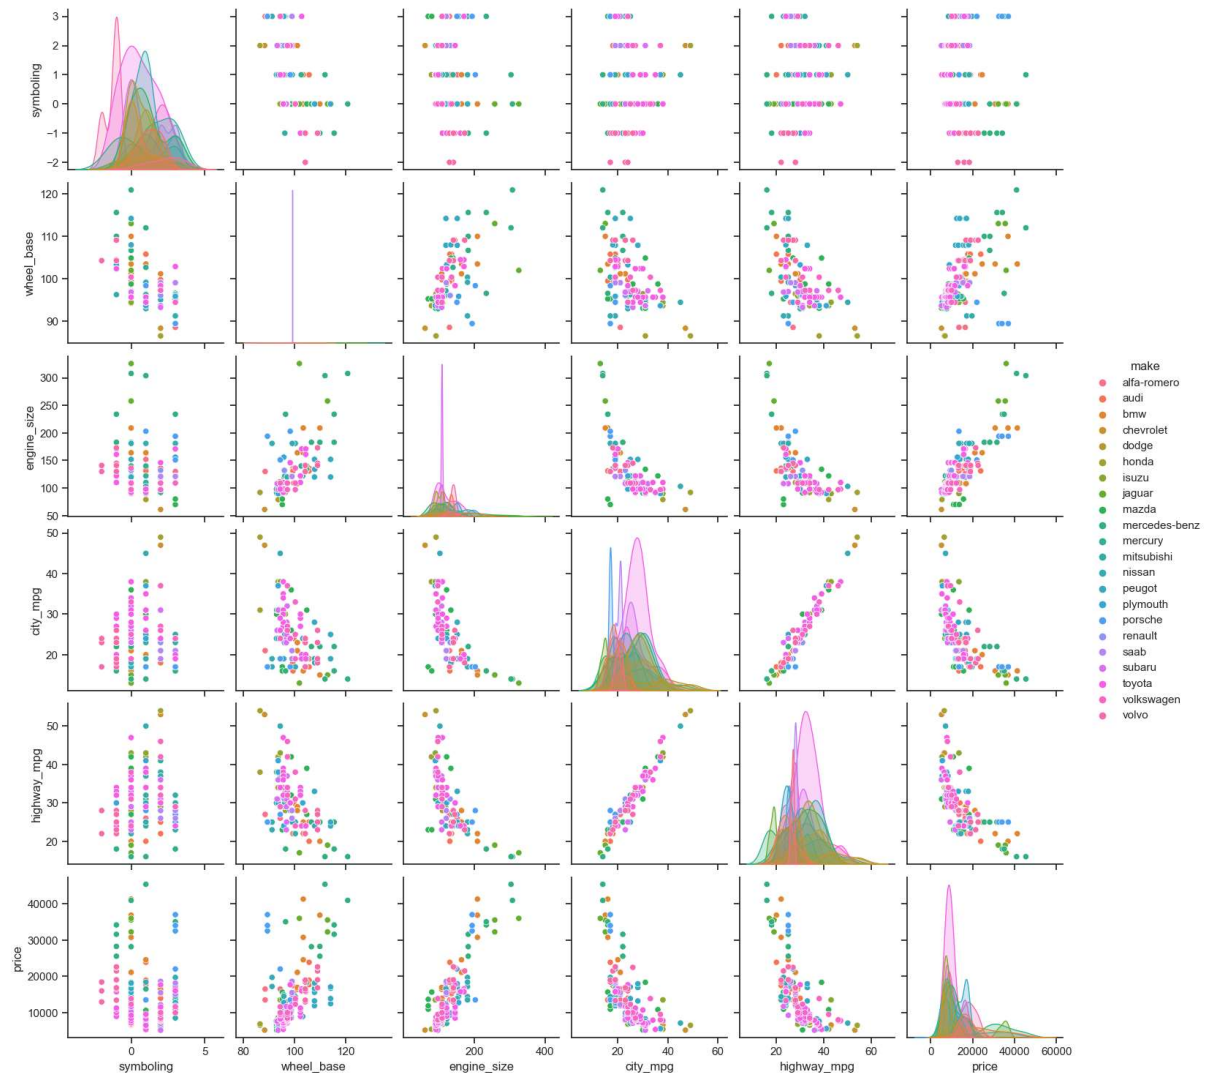 3
2
1
0
−1
−2
symboling
120
110
100
90
wheel_base
300
250
200
150
100
50
engine_size
50
40
30
20
city_mpg
50
40
30
20
highway_mpg
40000
30000
20000
10000
price
0 5
symboling
80 100 120
wheel_base
200 400
engine_size
20 40 60
city_mpg
20 40 60
highway_mpg
0 20000 40000 60000
price
make
alfa-romero
audi
bmw
chevrolet
dodge
honda
isuzu
jaguar
mazda
mercedes-benz
mercury
mitsubishi
nissan
peugot
plymouth
porsche
renault
saab
subaru
toyota
volkswagen
volvo